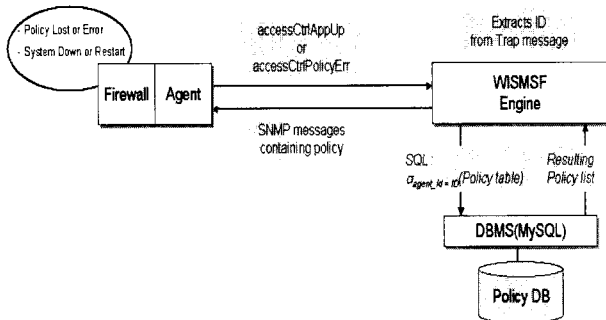 - Policy Lost or Error
- System Down or Restart
accessCtrlAppUp
or
accessCtrlPolicyErr
Extracts ID
from Trap message
Firewall
Agent
WISMSF
Engine
SNMP messages
containing policy
SQL :
σagent_id = ID(Policy table)
Resulting
Policy list
DBMS(MySQL)
Policy DB